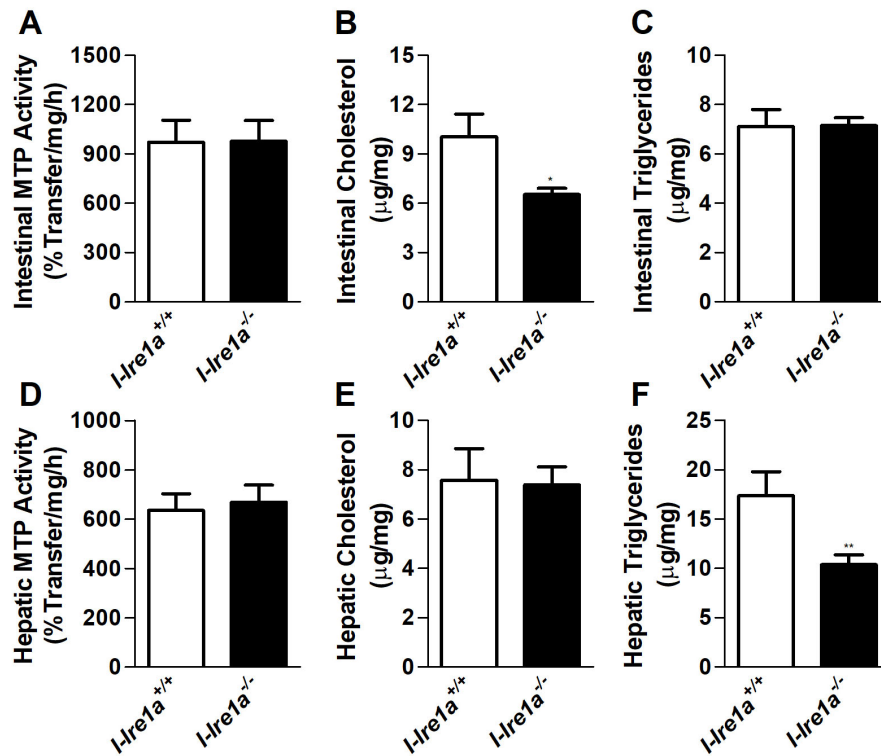 A
Intestinal MTP Activity
(% Transfer/mg/h)
1500
1200
900
600
300
0
I-Ire1a+/+
I-Ire1a-/-
B
Intestinal Cholesterol
(µg/mg)
15
12
9
6
3
0
*
I-Ire1a+/+
I-Ire1a-/-
C
Intestinal Triglycerides
(µg/mg)
10
8
6
4
2
0
I-Ire1a+/+
I-Ire1a-/-
D
Hepatic MTP Activity
(% Transfer/mg/h)
1000
800
600
400
200
0
I-Ire1a+/+
I-Ire1a-/-
E
Hepatic Cholesterol
(µg/mg)
10
8
6
4
2
0
I-Ire1a+/+
I-Ire1a-/-
F
Hepatic Triglycerides
(µg/mg)
25
20
15
10
5
0
**
I-Ire1a+/+
I-Ire1a-/-